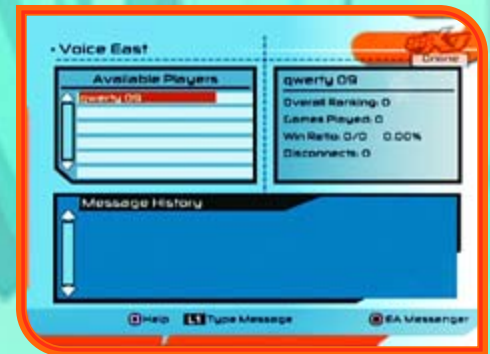 • Voice East
Online
Available Players
qwerty 09
qwerty 09
Overall Ranking: 0
Games Played: 0
Win Ratio: 0/0 0.00%
Disconnects: 0
Message History
Help L1 Type Message EA Messenger